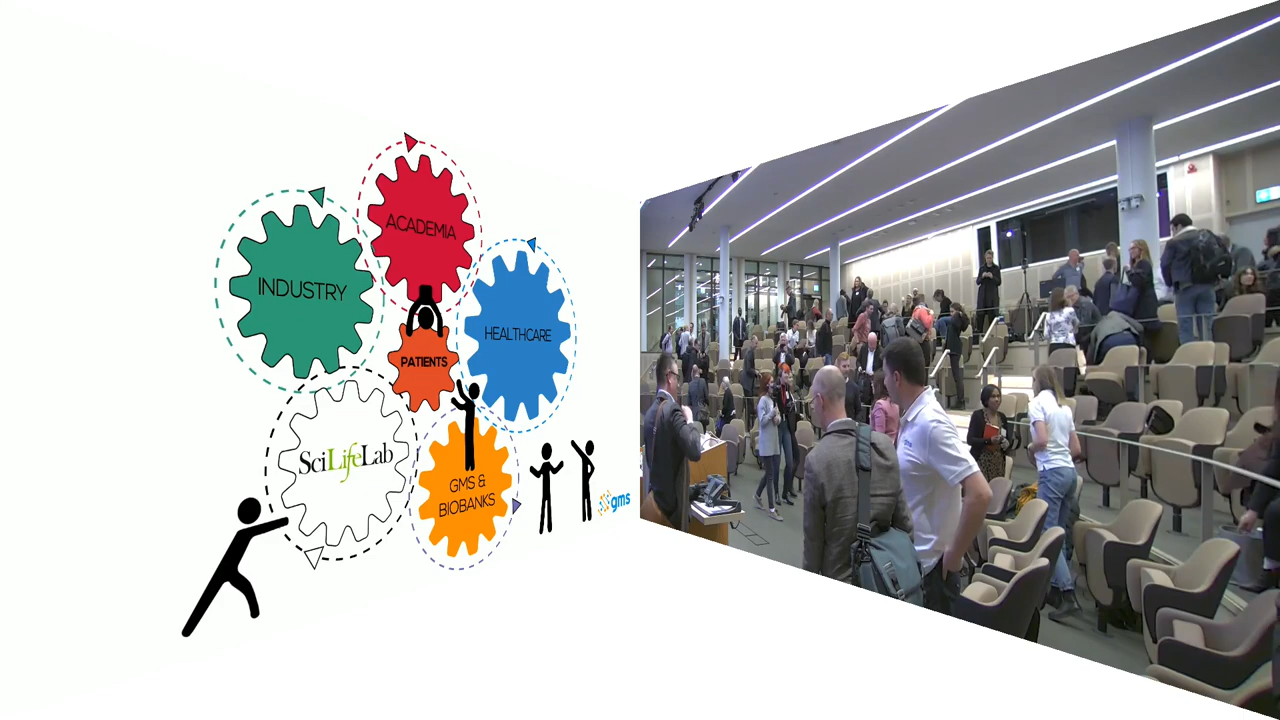 ACADEMIA
INDUSTRY
HEALTHCARE
PATIENTS
SciLifeLab
GMS &
BIOBANKS
gms